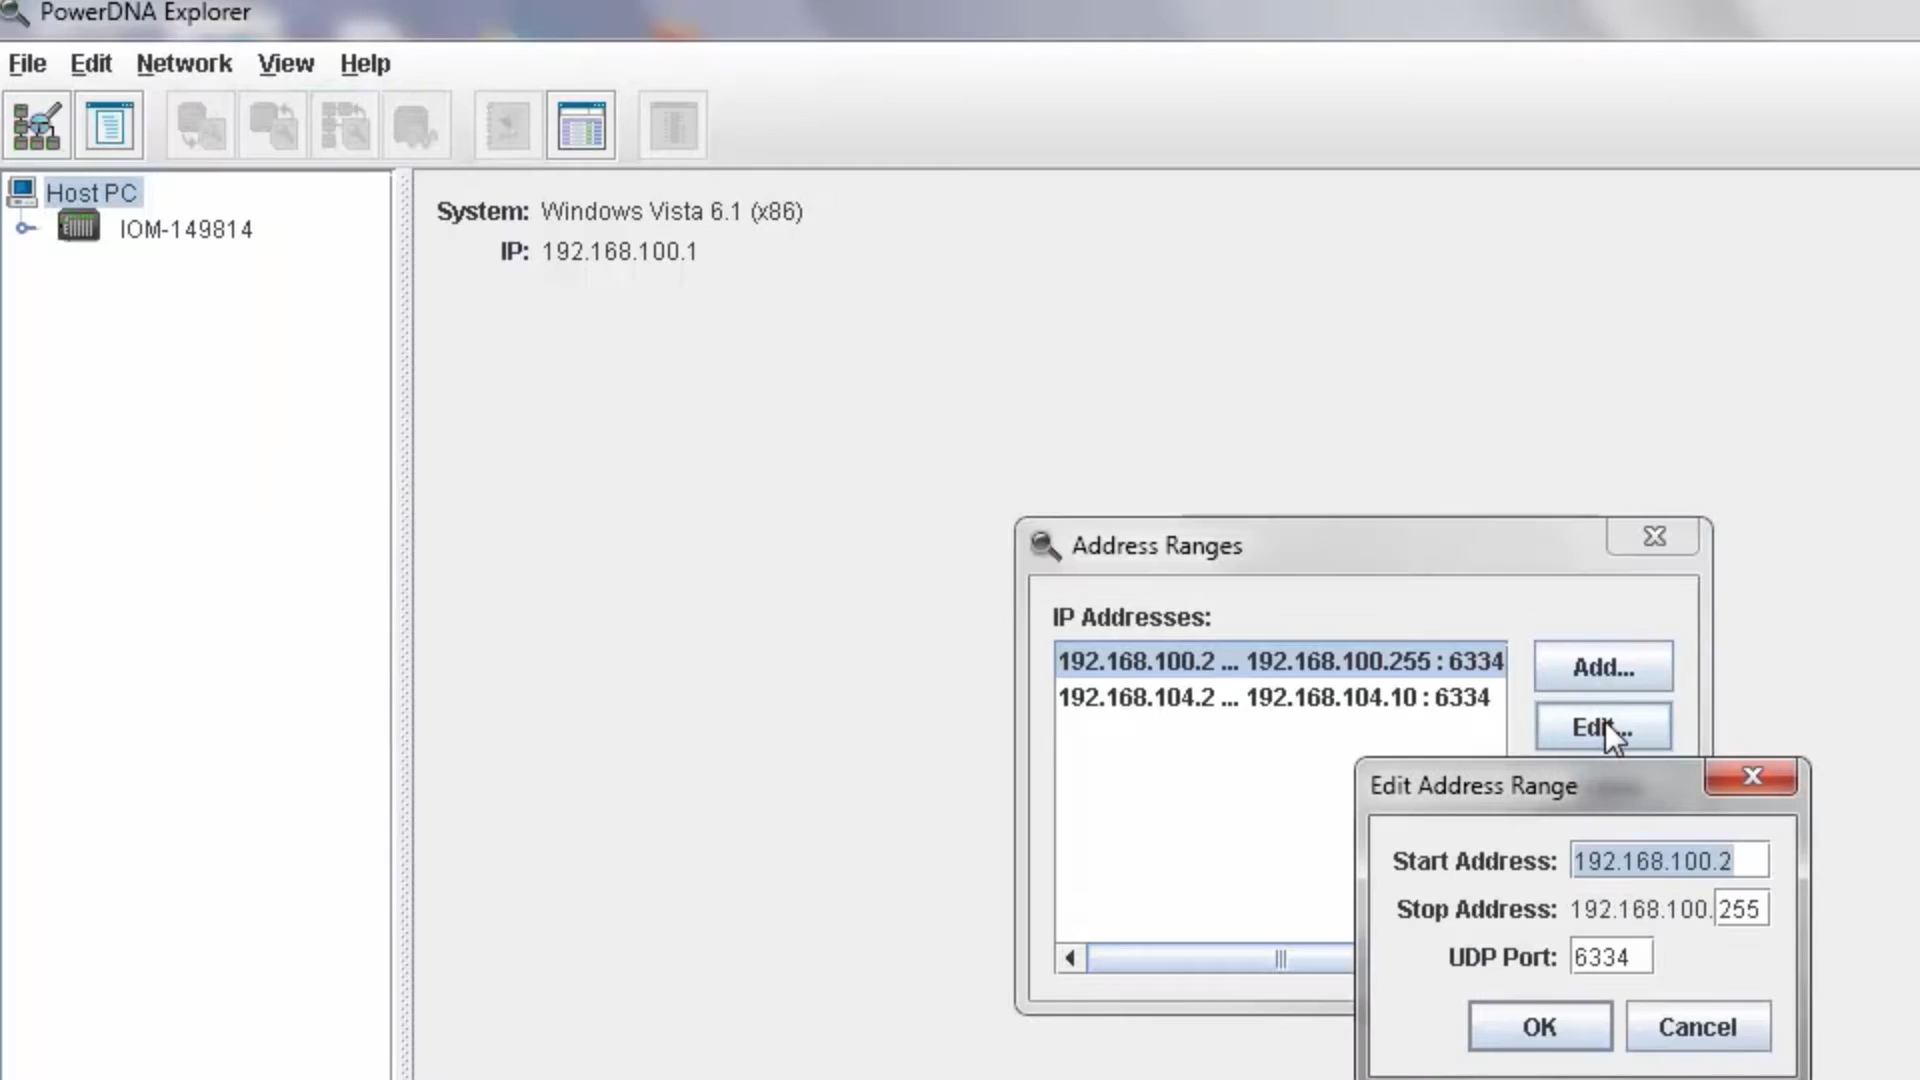 PowerDNA Explorer
File Edit Network View Help
Host PC
IOM-149814
System: Windows Vista 6.1 (x86)
IP: 192.168.100.1
Address Ranges
IP Addresses:
192.168.100.2 ... 192.168.100.255 : 6334
192.168.104.2 ... 192.168.104.10 : 6334
Add...
Edit...
Edit Address Range
Start Address: 192.168.100.2
Stop Address: 192.168.100.255
UDP Port: 6334
OK Cancel